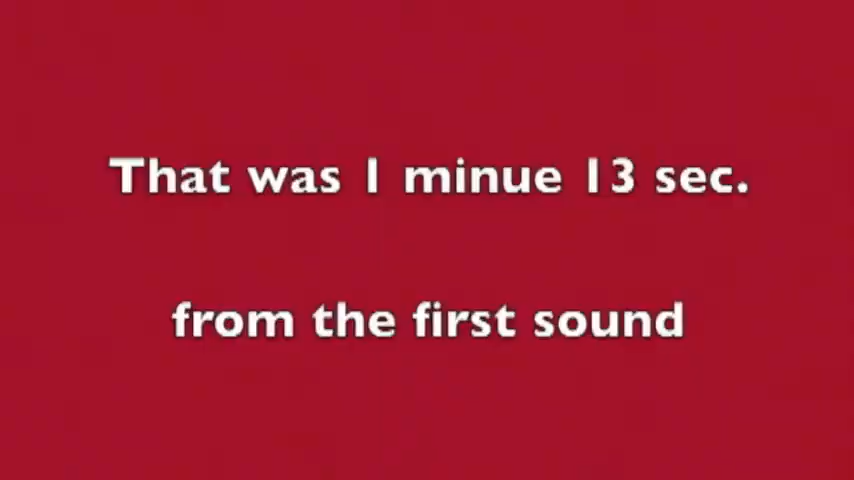 That was 1 minue 13 sec.
from the first sound